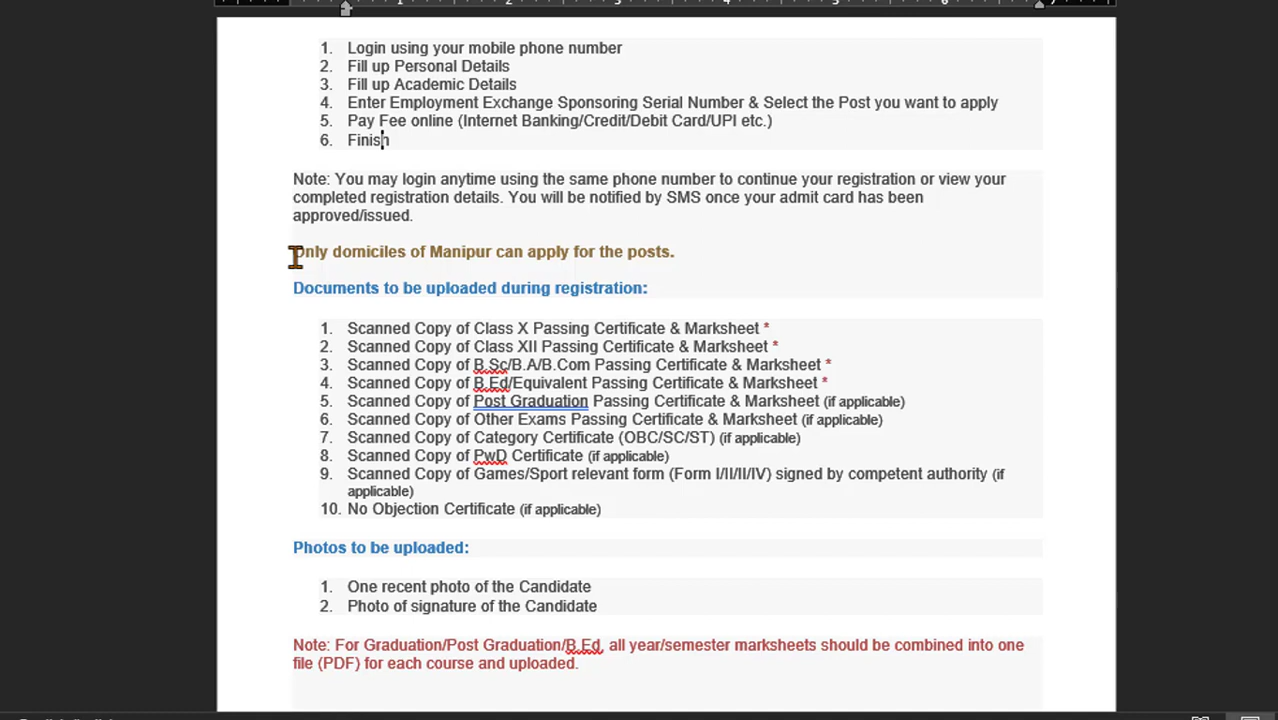 1. Login using your mobile phone number
2. Fill up Personal Details
3. Fill up Academic Details
4. Enter Employment Exchange Sponsoring Serial Number & Select the Post you want to apply
5. Pay Fee online (Internet Banking/Credit/Debit Card/UPI etc.)
6. Finish
Note: You may login anytime using the same phone number to continue your registration or view your
completed registration details. You will be notified by SMS once your admit card has been
approved/issued.
Only domiciles of Manipur can apply for the posts.
Documents to be uploaded during registration:
1. Scanned Copy of Class X Passing Certificate & Marksheet *
2. Scanned Copy of Class XII Passing Certificate & Marksheet *
3. Scanned Copy of B.Sc/B.A/B.Com Passing Certificate & Marksheet *
4. Scanned Copy of B.Ed/Equivalent Passing Certificate & Marksheet *
5. Scanned Copy of Post Graduation Passing Certificate & Marksheet (if applicable)
6. Scanned Copy of Other Exams Passing Certificate & Marksheet (if applicable)
7. Scanned Copy of Category Certificate (OBC/SC/ST) (if applicable)
8. Scanned Copy of PwD Certificate (if applicable)
9. Scanned Copy of Games/Sport relevant form (Form I/II/II/IV) signed by competent authority (if
applicable)
10. No Objection Certificate (if applicable)
Photos to be uploaded:
1. One recent photo of the Candidate
2. Photo of signature of the Candidate
Note: For Graduation/Post Graduation/B.Ed, all year/semester marksheets should be combined into one
file (PDF) for each course and uploaded.